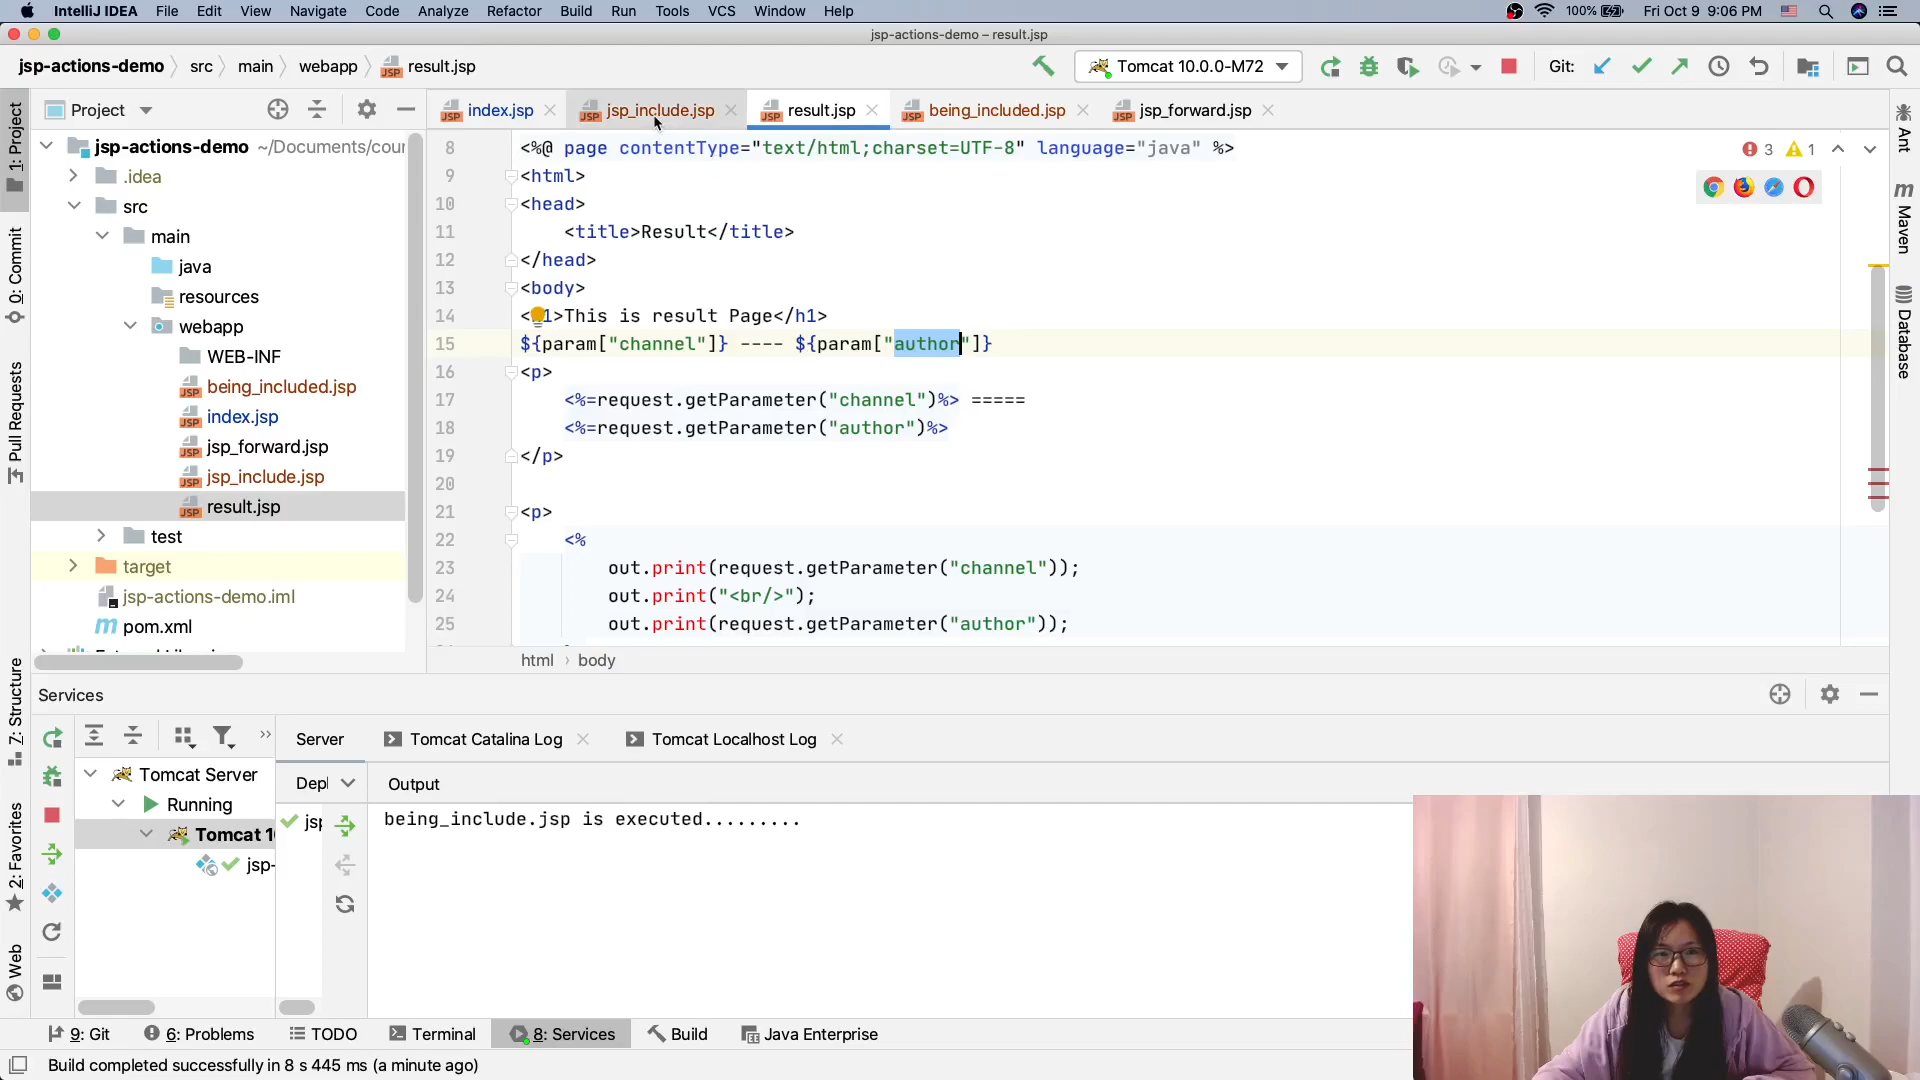 IntelliJ IDEA File Edit View Navigate Code Analyze Refactor Build Run Tools VCS Window Help 100% Fri Oct 9 9:06 PM
jsp-actions-demo – result.jsp
jsp-actions-demo src main webapp result.jsp Tomcat 10.0.0-M72 Git:
Project index.jsp jsp_include.jsp result.jsp being_included.jsp jsp_forward.jsp
jsp-actions-demo ~/Documents/cour
.idea
src
main
java
resources
webapp
WEB-INF
being_included.jsp
index.jsp
jsp_forward.jsp
jsp_include.jsp
result.jsp
test
target
jsp-actions-demo.iml
pom.xml
8 <%@ page contentType="text/html;charset=UTF-8" language="java" %>
9 <html>
10 <head>
11 <title>Result</title>
12 </head>
13 <body>
14 <1>This is result Page</h1>
15 ${param["channel"]} ---- ${param["author"]}
16 <p>
17 <%=request.getParameter("channel")%> =====
18 <%=request.getParameter("author")%>
19 </p>
20
21 <p>
22 <%
23 out.print(request.getParameter("channel"));
24 out.print("<br/>");
25 out.print(request.getParameter("author"));
3 1
html › body
1: Project
0: Commit
Pull Requests
Z: Structure
2: Favorites
Web
Ant
Maven
Database
Services
Server Tomcat Catalina Log Tomcat Localhost Log
Tomcat Server
Running
Tomcat 1
jsp-
Depl Output
jsp being_include.jsp is executed.........
9: Git 6: Problems TODO Terminal 8: Services Build Java Enterprise
Build completed successfully in 8 s 445 ms (a minute ago)